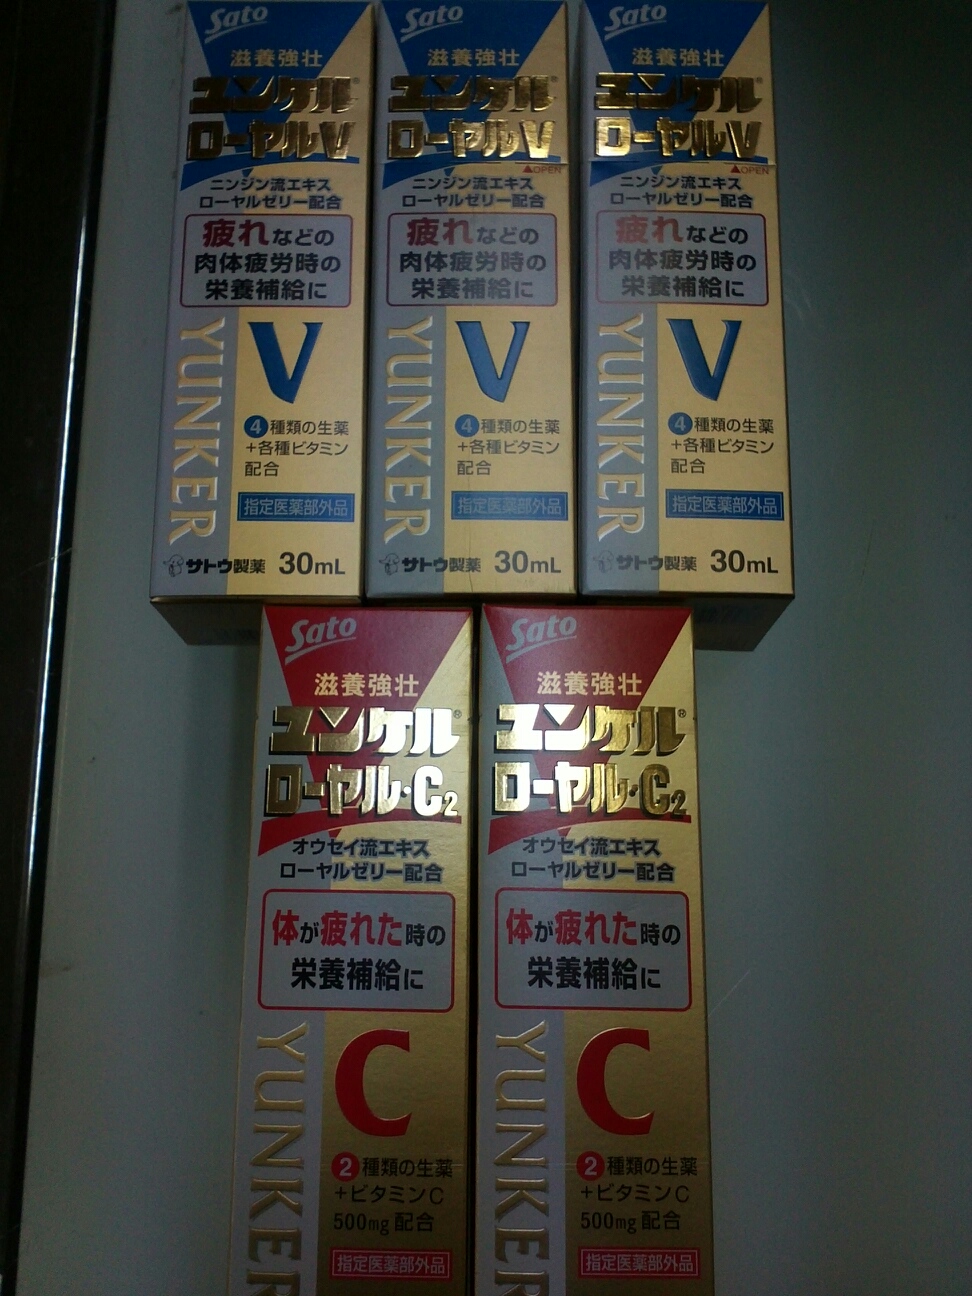 Sato
滋養強壮
ユンケル®
ローヤルV
ニンジン流エキス
ローヤルゼリー配合
疲れなどの
肉体疲労時の
栄養補給に
YUNKER
V
4種類の生薬
+各種ビタミン
配合
指定医薬部外品
サトウ製薬 30mL
Sato
滋養強壮
ユンケル®
ローヤルV
▲OPEN
ニンジン流エキス
ローヤルゼリー配合
疲れなどの
肉体疲労時の
栄養補給に
YUNKER
V
4種類の生薬
+各種ビタミン
配合
指定医薬部外品
サトウ製薬 30mL
Sato
滋養強壮
ユンケル®
ローヤルV
▲OPEN
ニンジン流エキス
ローヤルゼリー配合
疲れなどの
肉体疲労時の
栄養補給に
YUNKER
V
4種類の生薬
+各種ビタミン
配合
指定医薬部外品
サトウ製薬 30mL
Sato
滋養強壮
ユンケル®
ローヤル・C2
オウセイ流エキス
ローヤルゼリー配合
体が疲れた時の
栄養補給に
YUNKER
C
2種類の生薬
+ビタミンC
500mg配合
指定医薬部外品
Sato
滋養強壮
ユンケル®
ローヤル・C2
オウセイ流エキス
ローヤルゼリー配合
体が疲れた時の
栄養補給に
YUNKER
C
2種類の生薬
+ビタミンC
500mg配合
指定医薬部外品